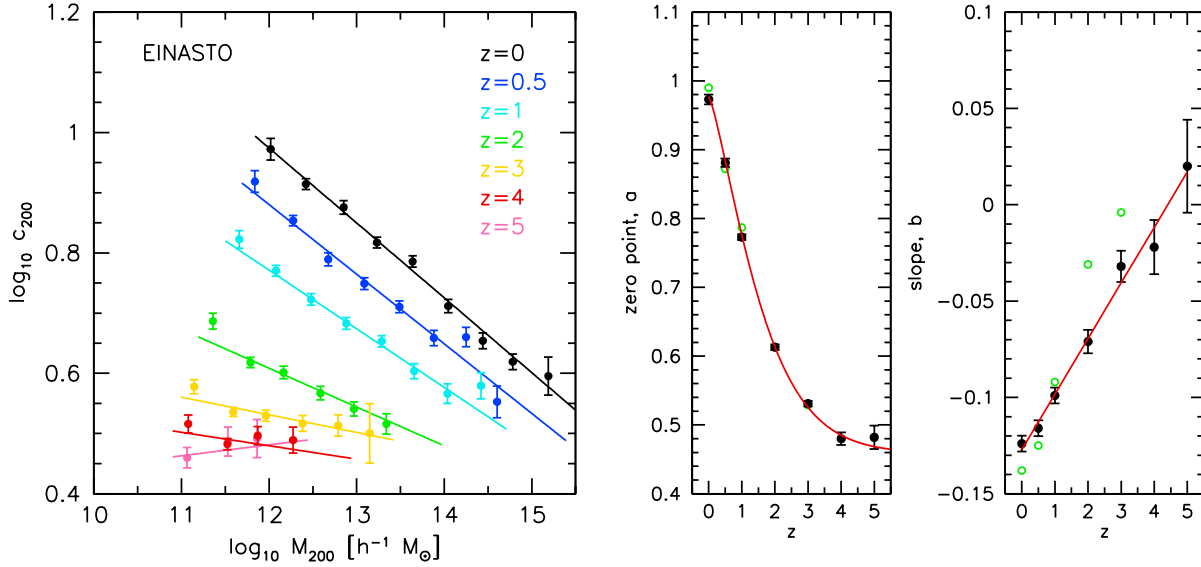 EINASTO
z=0
z=0.5
z=1
z=2
z=3
z=4
z=5
log₁₀ c₂₀₀
1.2
1
0.8
0.6
0.4
10 11 12 13 14 15
log₁₀ M₂₀₀ [h⁻¹ M⊙]
zero point, a
1.1
1
0.9
0.8
0.7
0.6
0.5
0.4
0 1 2 3 4 5
z
slope, b
0.1
0.05
0
−0.05
−0.1
−0.15
0 1 2 3 4 5
z